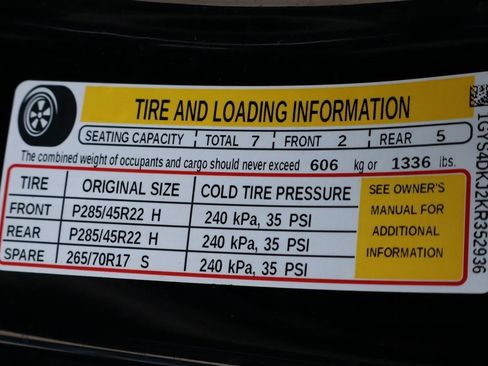 TIRE AND LOADING INFORMATION
SEATING CAPACITY TOTAL 7 FRONT 2 REAR 5
The combined weight of occupants and cargo should never exceed 606 kg or 1336 lbs.
TIRE ORIGINAL SIZE COLD TIRE PRESSURE
FRONT P285/45R22 H 240 kPa, 35 PSI
REAR P285/45R22 H 240 kPa, 35 PSI
SPARE 265/70R17 S 240 kPa, 35 PSI
SEE OWNER'S
MANUAL FOR
ADDITIONAL
INFORMATION
1GYS4DKJ2KR352936